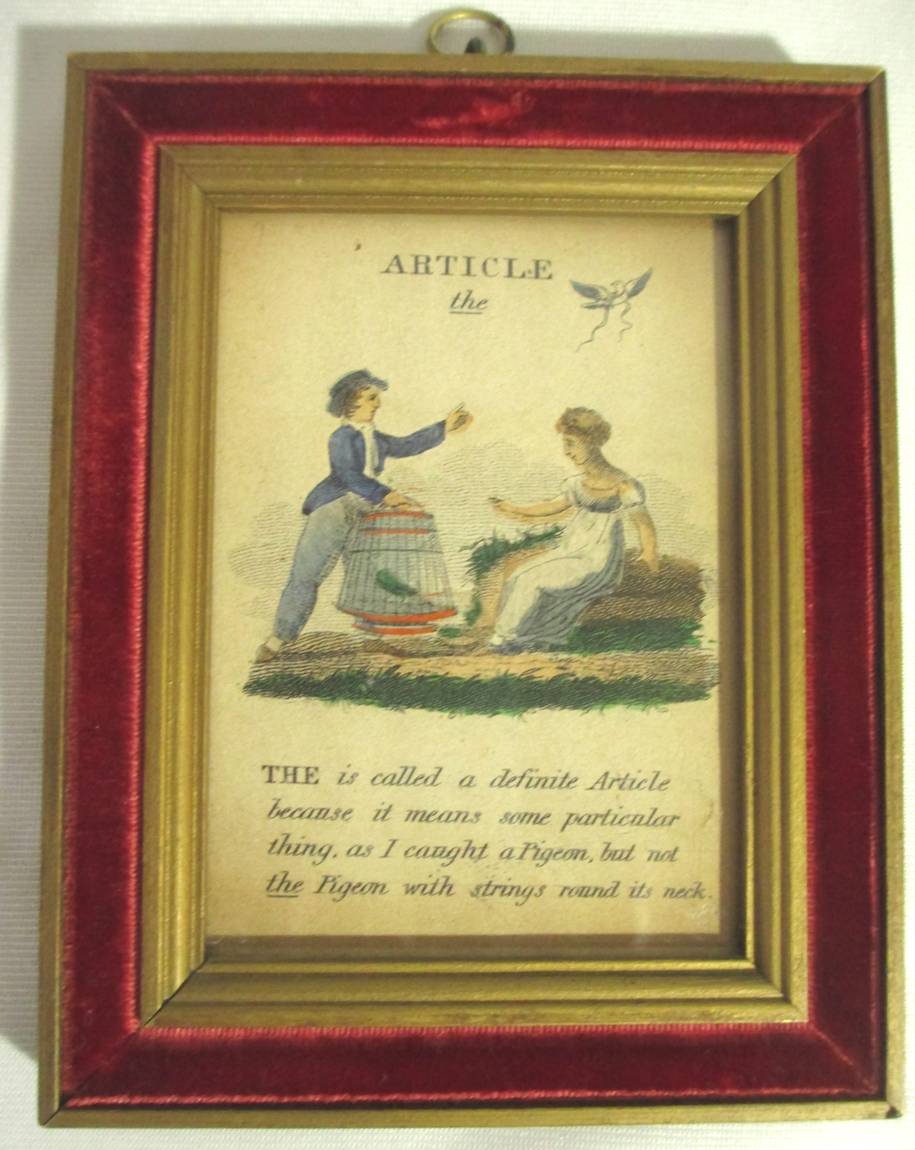 ARTICLE
the
THE is called a definite Article
because it means some particular
thing, as I caught a Pigeon, but not
the Pigeon with strings round its neck.